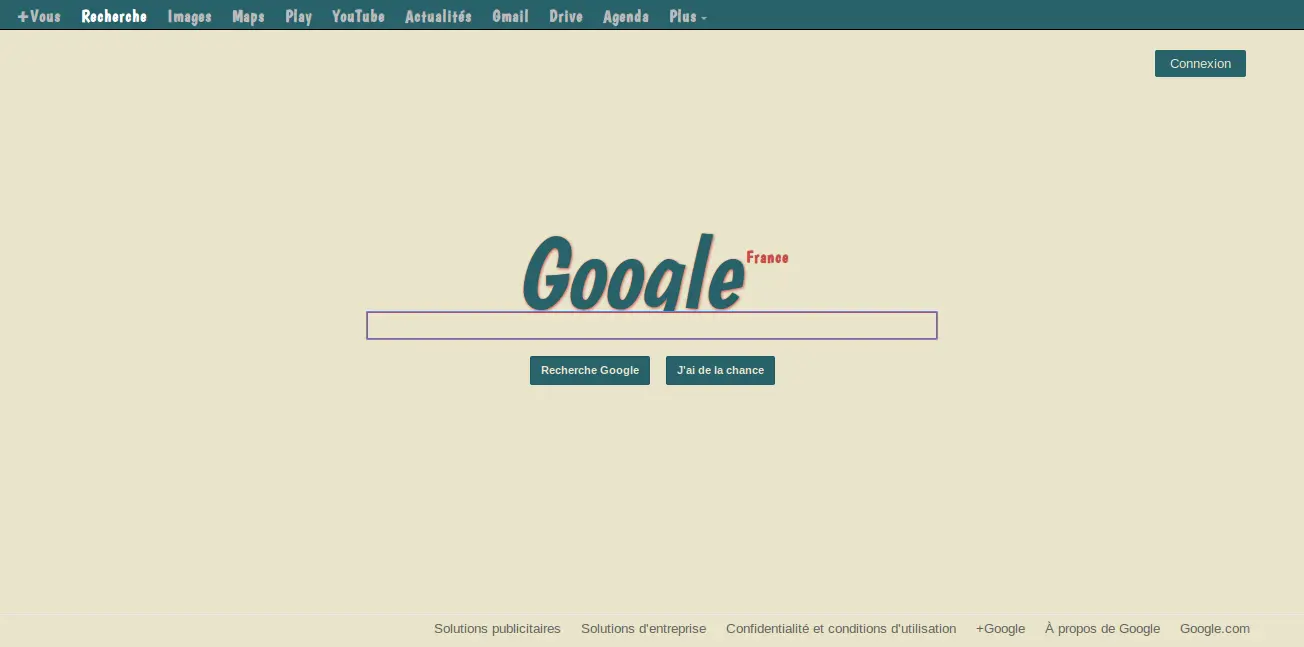 +Vous Recherche Images Maps Play YouTube Actualités Gmail Drive Agenda Plus
Connexion
Google France
Recherche Google J'ai de la chance
Solutions publicitaires Solutions d'entreprise Confidentialité et conditions d'utilisation +Google À propos de Google Google.com